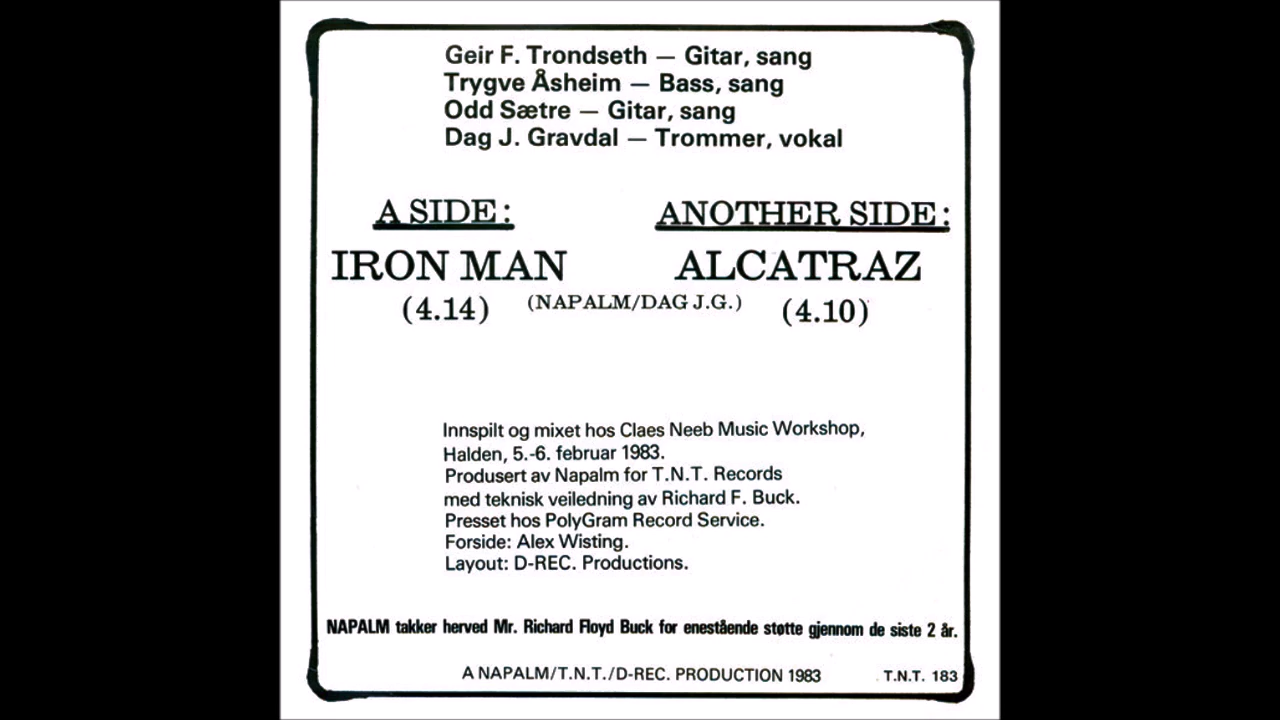 Geir F. Trondseth — Gitar, sang
Trygve Åsheim — Bass, sang
Odd Sætre — Gitar, sang
Dag J. Gravdal — Trommer, vokal
A SIDE:
ANOTHER SIDE:
IRON MAN
ALCATRAZ
(4.14)
(NAPALM/DAG J.G.)
(4.10)
Innspilt og mixet hos Claes Neeb Music Workshop,
Halden, 5.-6. februar 1983.
Produsert av Napalm for T.N.T. Records
med teknisk veiledning av Richard F. Buck.
Presset hos PolyGram Record Service.
Forside: Alex Wisting.
Layout: D-REC. Productions.
NAPALM takker herved Mr. Richard Floyd Buck for enestående støtte gjennom de siste 2 år.
A NAPALM/T.N.T./D-REC. PRODUCTION 1983
T.N.T. 183